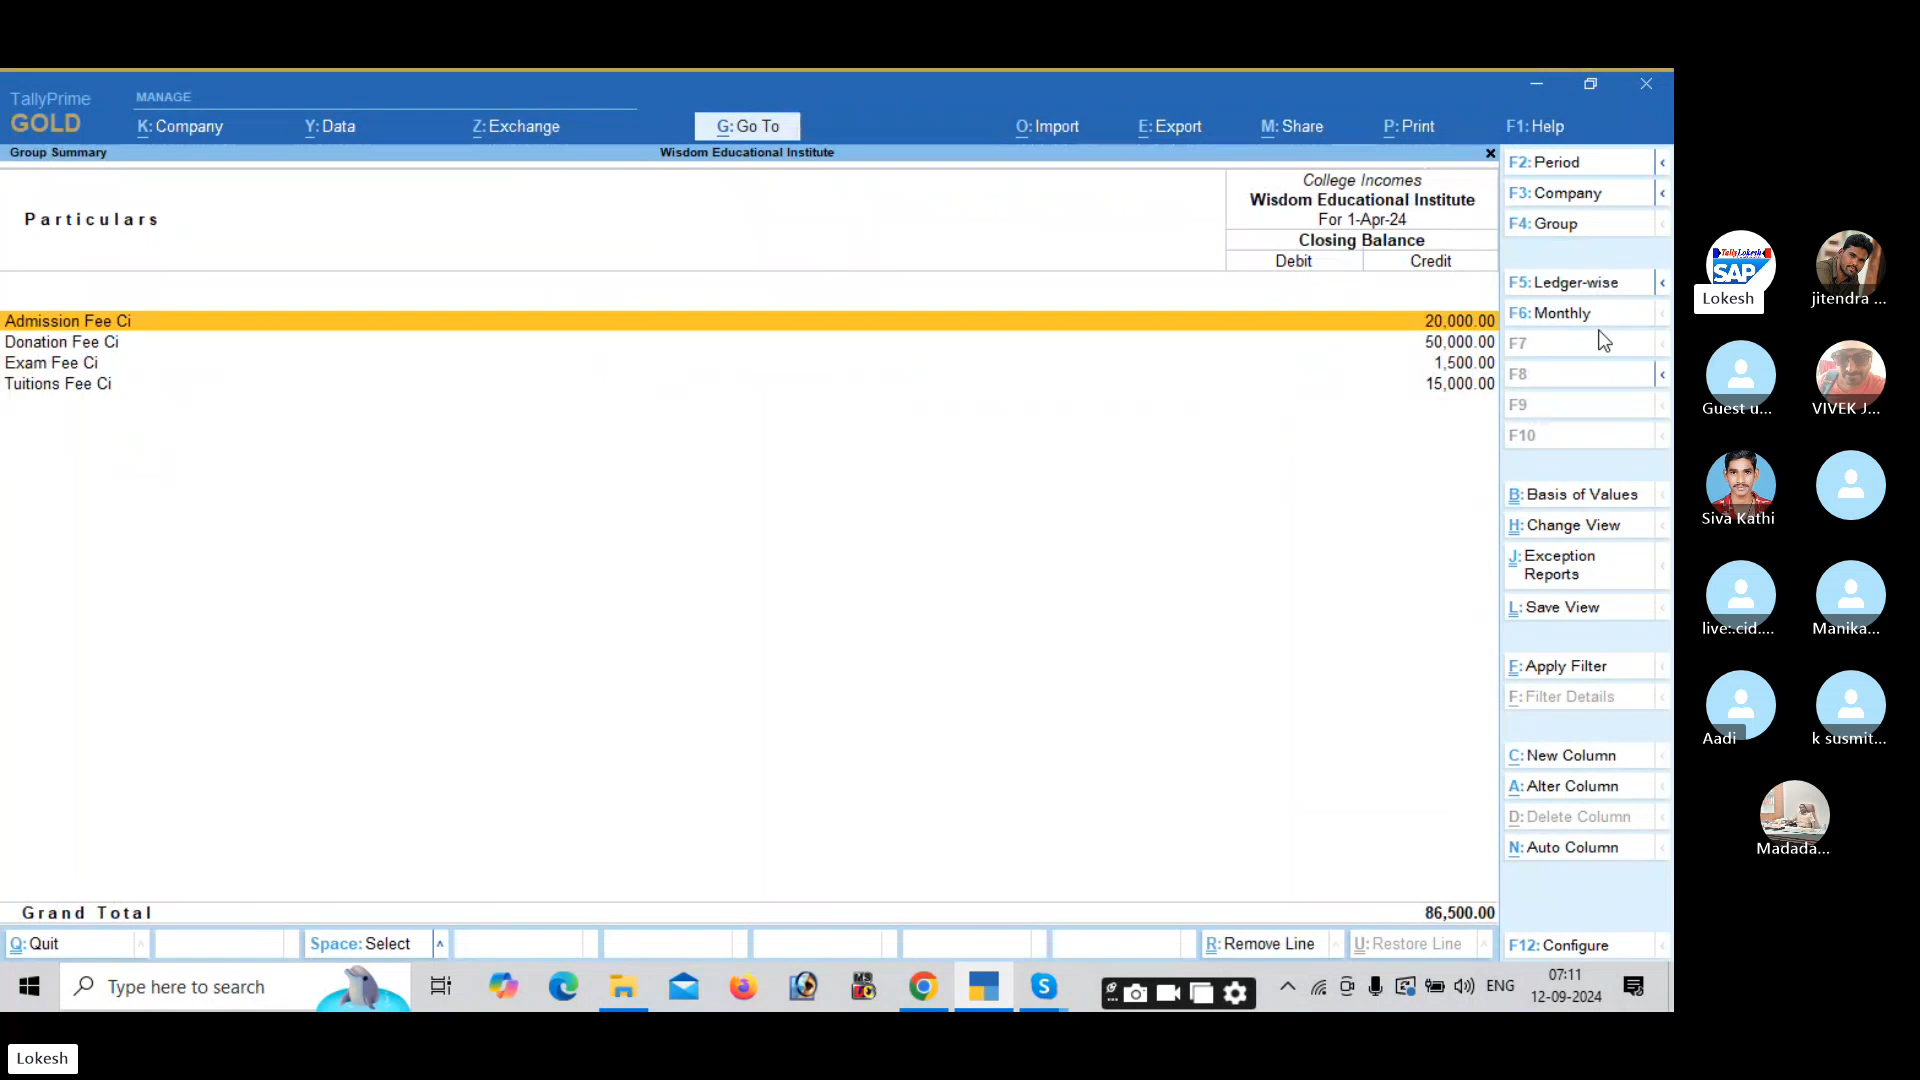 TallyPrime
GOLD
MANAGE
K: Company
Y: Data
Z: Exchange
G: Go To
O: Import
E: Export
M: Share
P: Print
F1: Help
Group Summary
Wisdom Educational Institute
Particulars
College Incomes
Wisdom Educational Institute
For 1-Apr-24
Closing Balance
Debit Credit
Admission Fee Ci 20,000.00
Donation Fee Ci 50,000.00
Exam Fee Ci 1,500.00
Tuitions Fee Ci 15,000.00
Grand Total 86,500.00
F2: Period
F3: Company
F4: Group
F5: Ledger-wise
F6: Monthly
F7
F8
F9
F10
B: Basis of Values
H: Change View
J: Exception
Reports
L: Save View
F: Apply Filter
F: Filter Details
C: New Column
A: Alter Column
D: Delete Column
N: Auto Column
F12: Configure
Q: Quit
Space: Select
R: Remove Line
U: Restore Line
Type here to search
MS
ENG
07:11
12-09-2024
TallyLokesh
SAP
Lokesh
jitendra ...
Guest u...
VIVEK J...
Siva Kathi
live:.cid....
Manika...
Aadi
k susmit...
Madada...
Lokesh